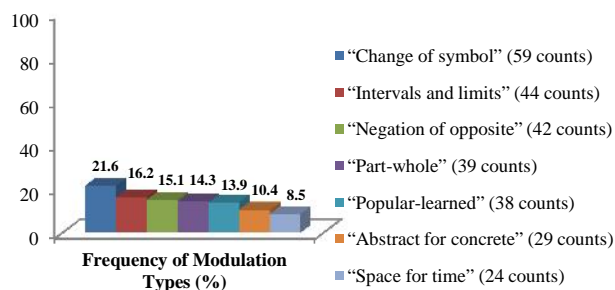 100
80
60
40
20
0
21.6 16.2 15.1 14.3 13.9 10.4 8.5
Frequency of Modulation
Types (%)
“Change of symbol” (59 counts)
“Intervals and limits” (44 counts)
“Negation of opposite” (42 counts)
“Part-whole” (39 counts)
“Popular-learned” (38 counts)
“Abstract for concrete” (29 counts)
“Space for time” (24 counts)